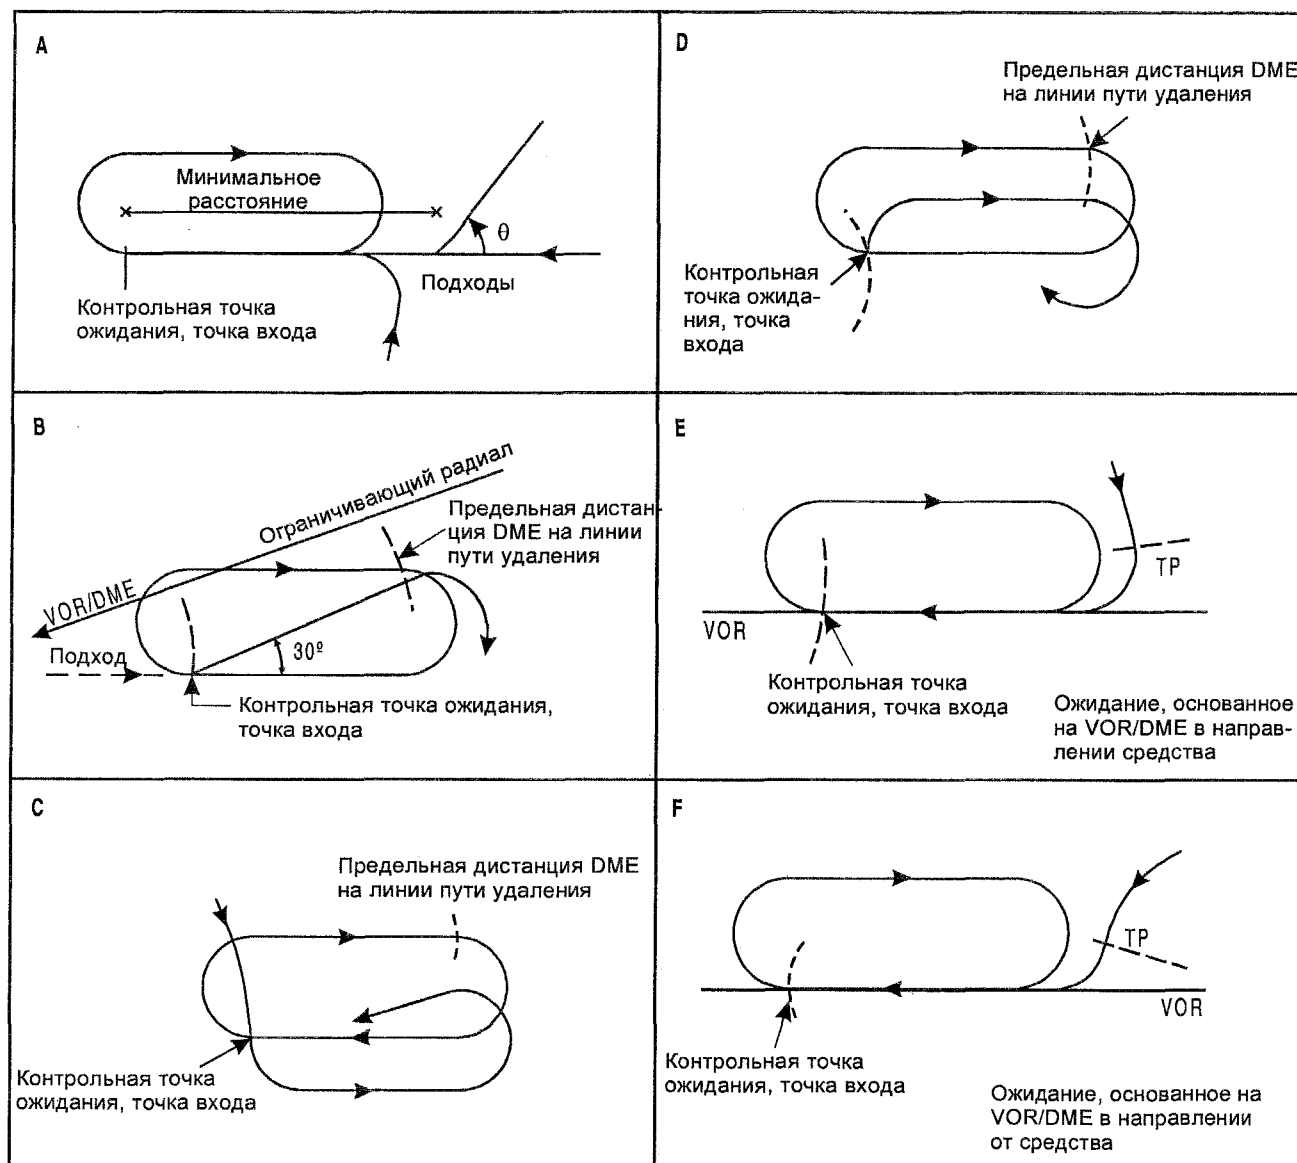 A
Минимальное
расстояние
θ
Подходы
Контрольная точка
ожидания, точка входа
B
Ограничивающий радиал
VOR/DME
Предельная дистан-
ция DME на линии
пути удаления
Подход
30º
Контрольная точка ожидания,
точка входа
C
Предельная дистанция DME
на линии пути удаления
Контрольная точка
ожидания, точка входа
D
Предельная дистанция DME
на линии пути удаления
Контрольная
точка ожида-
ния, точка
входа
E
TP
VOR
Контрольная точка
ожидания, точка входа
Ожидание, основанное
на VOR/DME в направ-
лении средства
F
TP
VOR
Контрольная точка
ожидания, точка входа
Ожидание, основанное на
VOR/DME в направлении
от средства